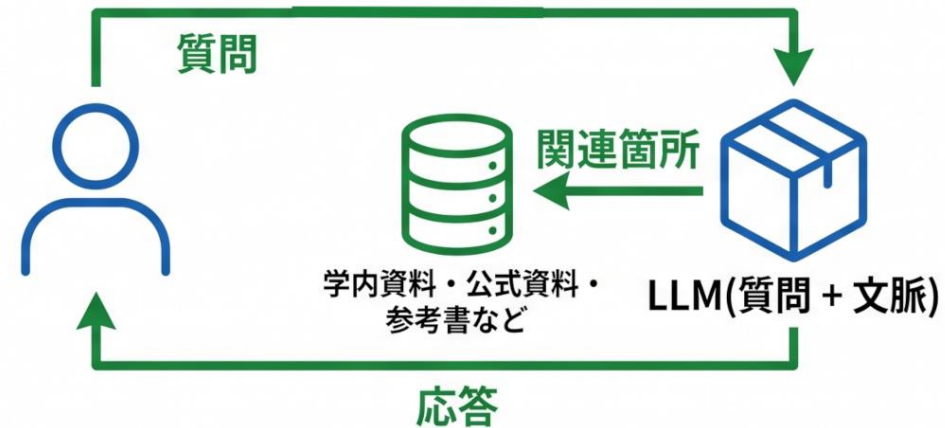 質問
関連箇所
学内資料・公式資料・
参考書など
LLM(質問 + 文脈)
応答